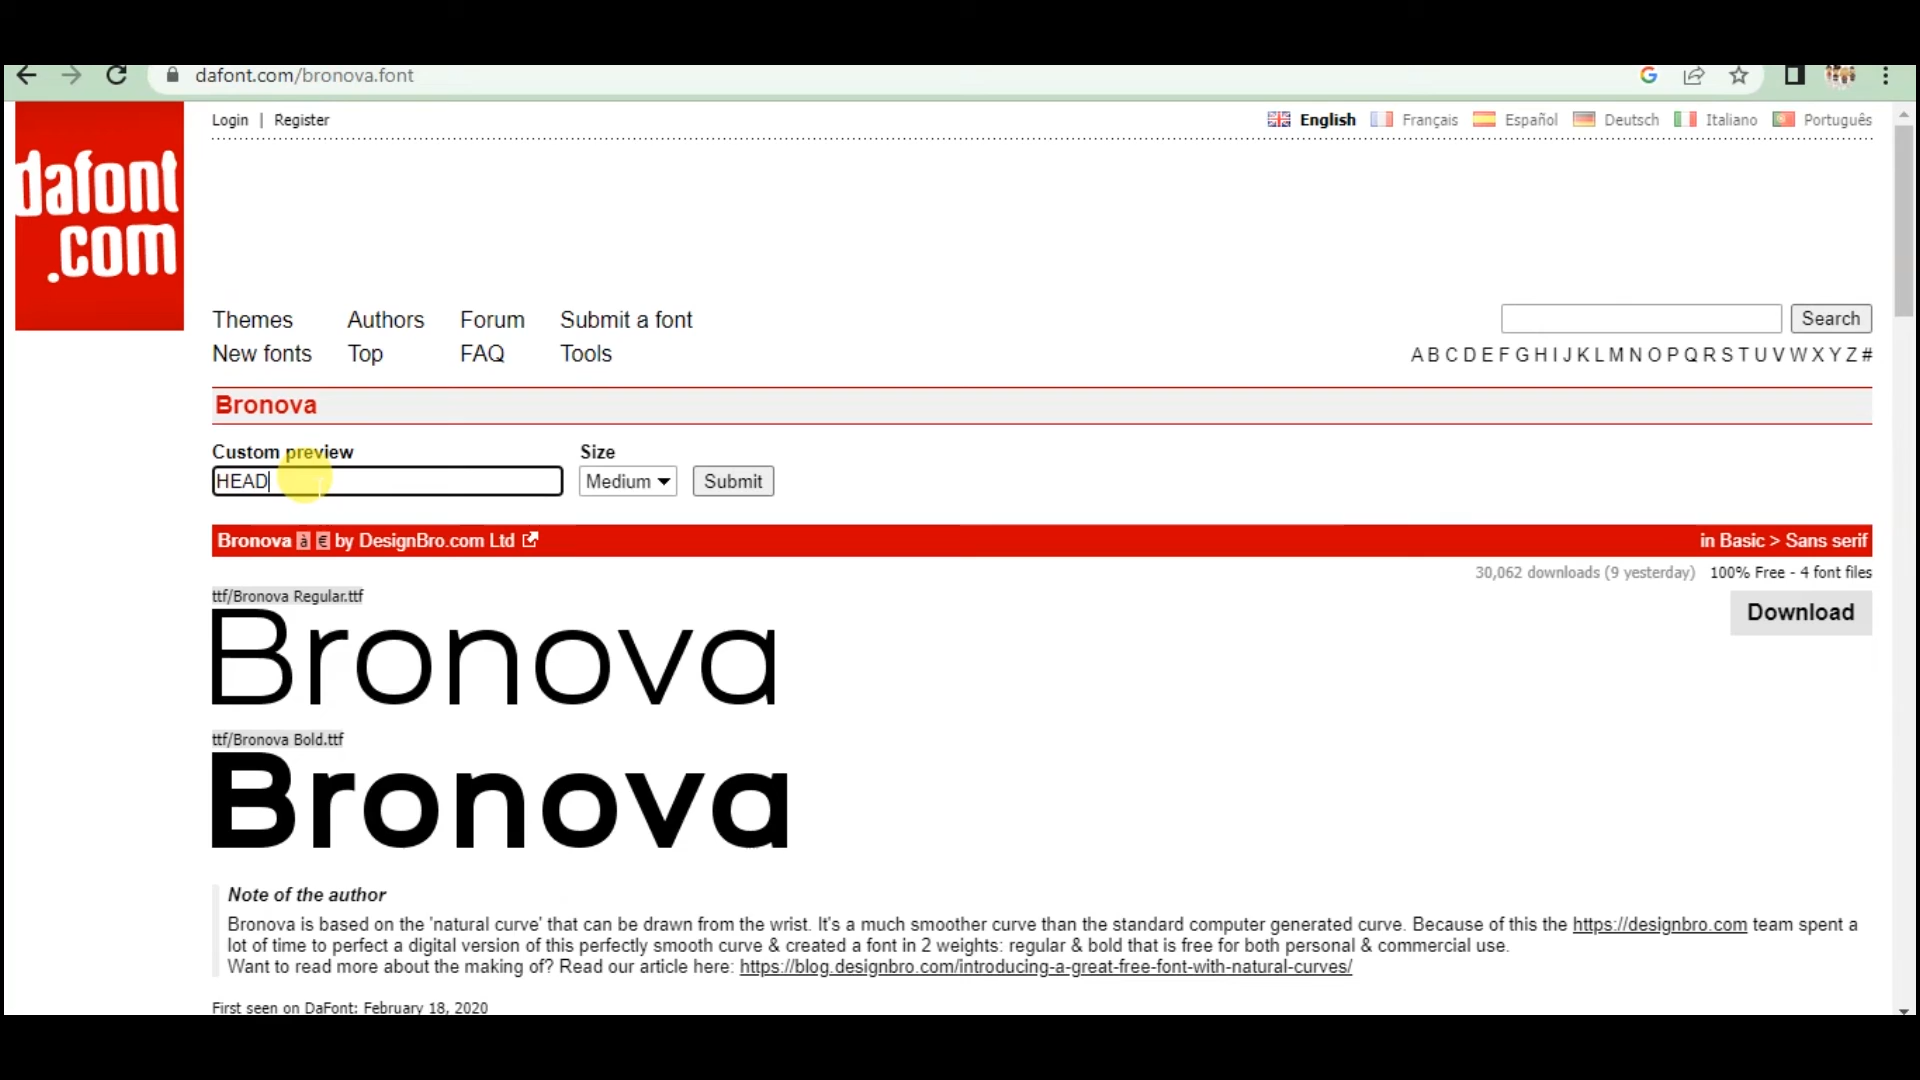 dafont.com/bronova.font
dafont
.com
Login | Register
English Français Español Deutsch Italiano Português
Themes Authors Forum Submit a font
Search
New fonts Top FAQ Tools
A B C D E F G H I J K L M N O P Q R S T U V W X Y Z #
Bronova
Custom preview Size
HEAD Medium Submit
Bronova à € by DesignBro.com Ltd in Basic > Sans serif
30,062 downloads (9 yesterday) 100% Free - 4 font files
ttf/Bronova Regular.ttf
Download
Bronova
ttf/Bronova Bold.ttf
Bronova
Note of the author
Bronova is based on the 'natural curve' that can be drawn from the wrist. It's a much smoother curve than the standard computer generated curve. Because of this the https://designbro.com team spent a
lot of time to perfect a digital version of this perfectly smooth curve & created a font in 2 weights: regular & bold that is free for both personal & commercial use.
Want to read more about the making of? Read our article here: https://blog.designbro.com/introducing-a-great-free-font-with-natural-curves/
First seen on DaFont: February 18, 2020